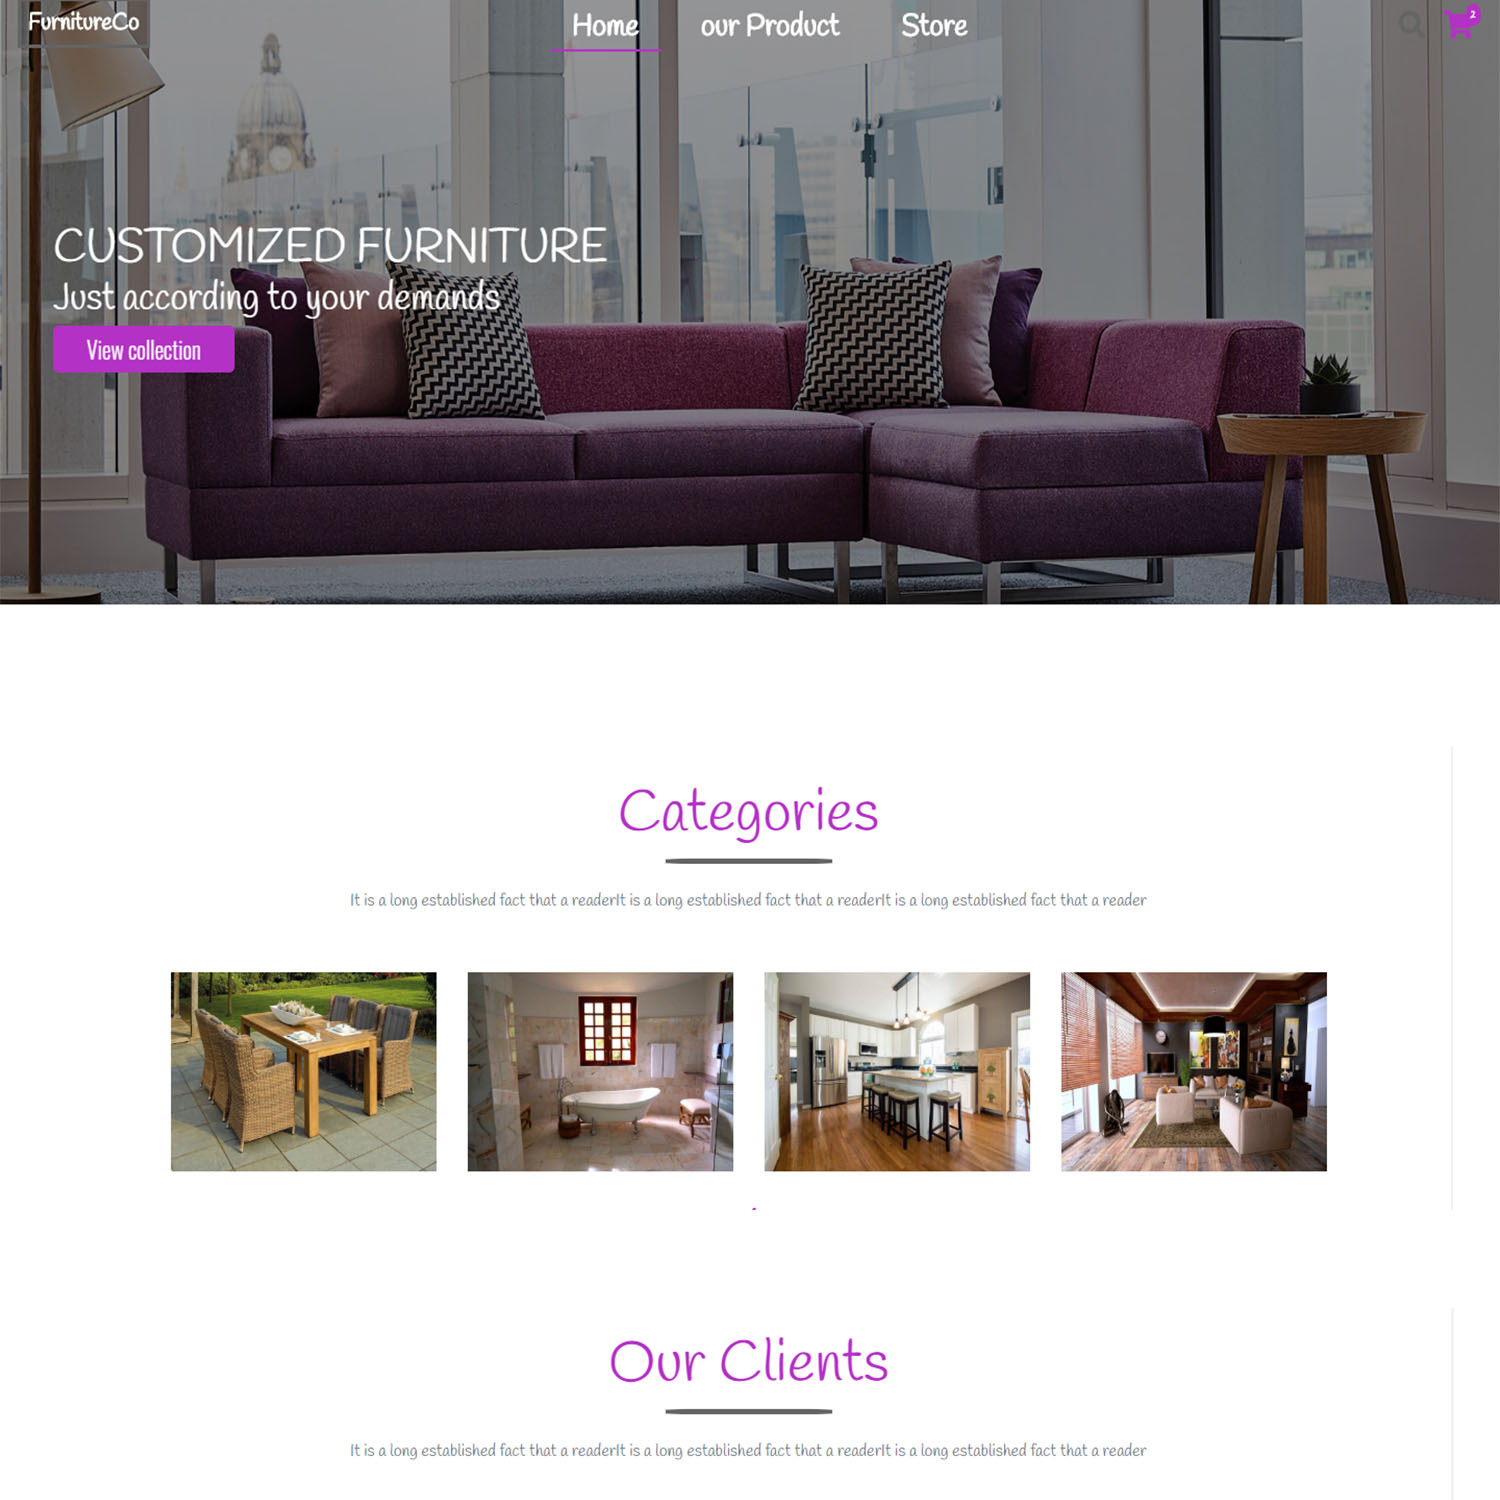 FurnitureCo
Home our Product Store
2
CUSTOMIZED FURNITURE
Just according to your demands
View collection
Categories
It is a long established fact that a readerIt is a long established fact that a readerIt is a long established fact that a reader
Our Clients
It is a long established fact that a readerIt is a long established fact that a readerIt is a long established fact that a reader